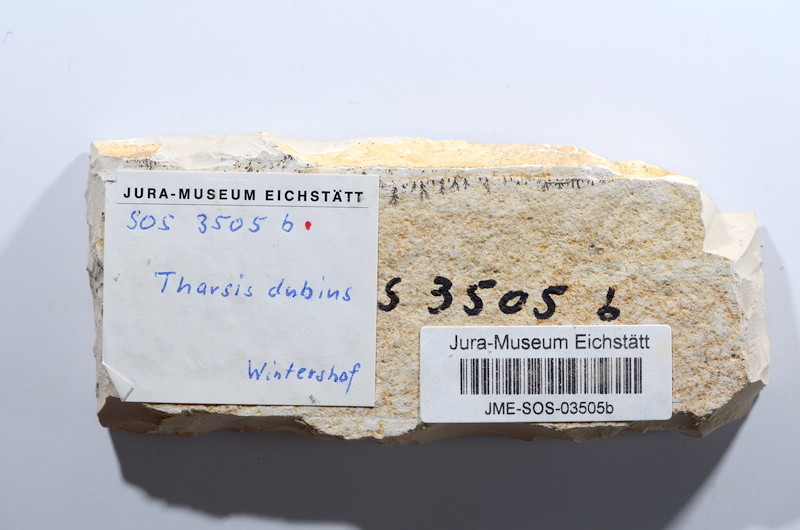 JURA-MUSEUM EICHSTÄTT
SOS 3505 b
Tharsis dubius
Wintershof
S 3505 b
Jura-Museum Eichstätt
JME-SOS-03505b